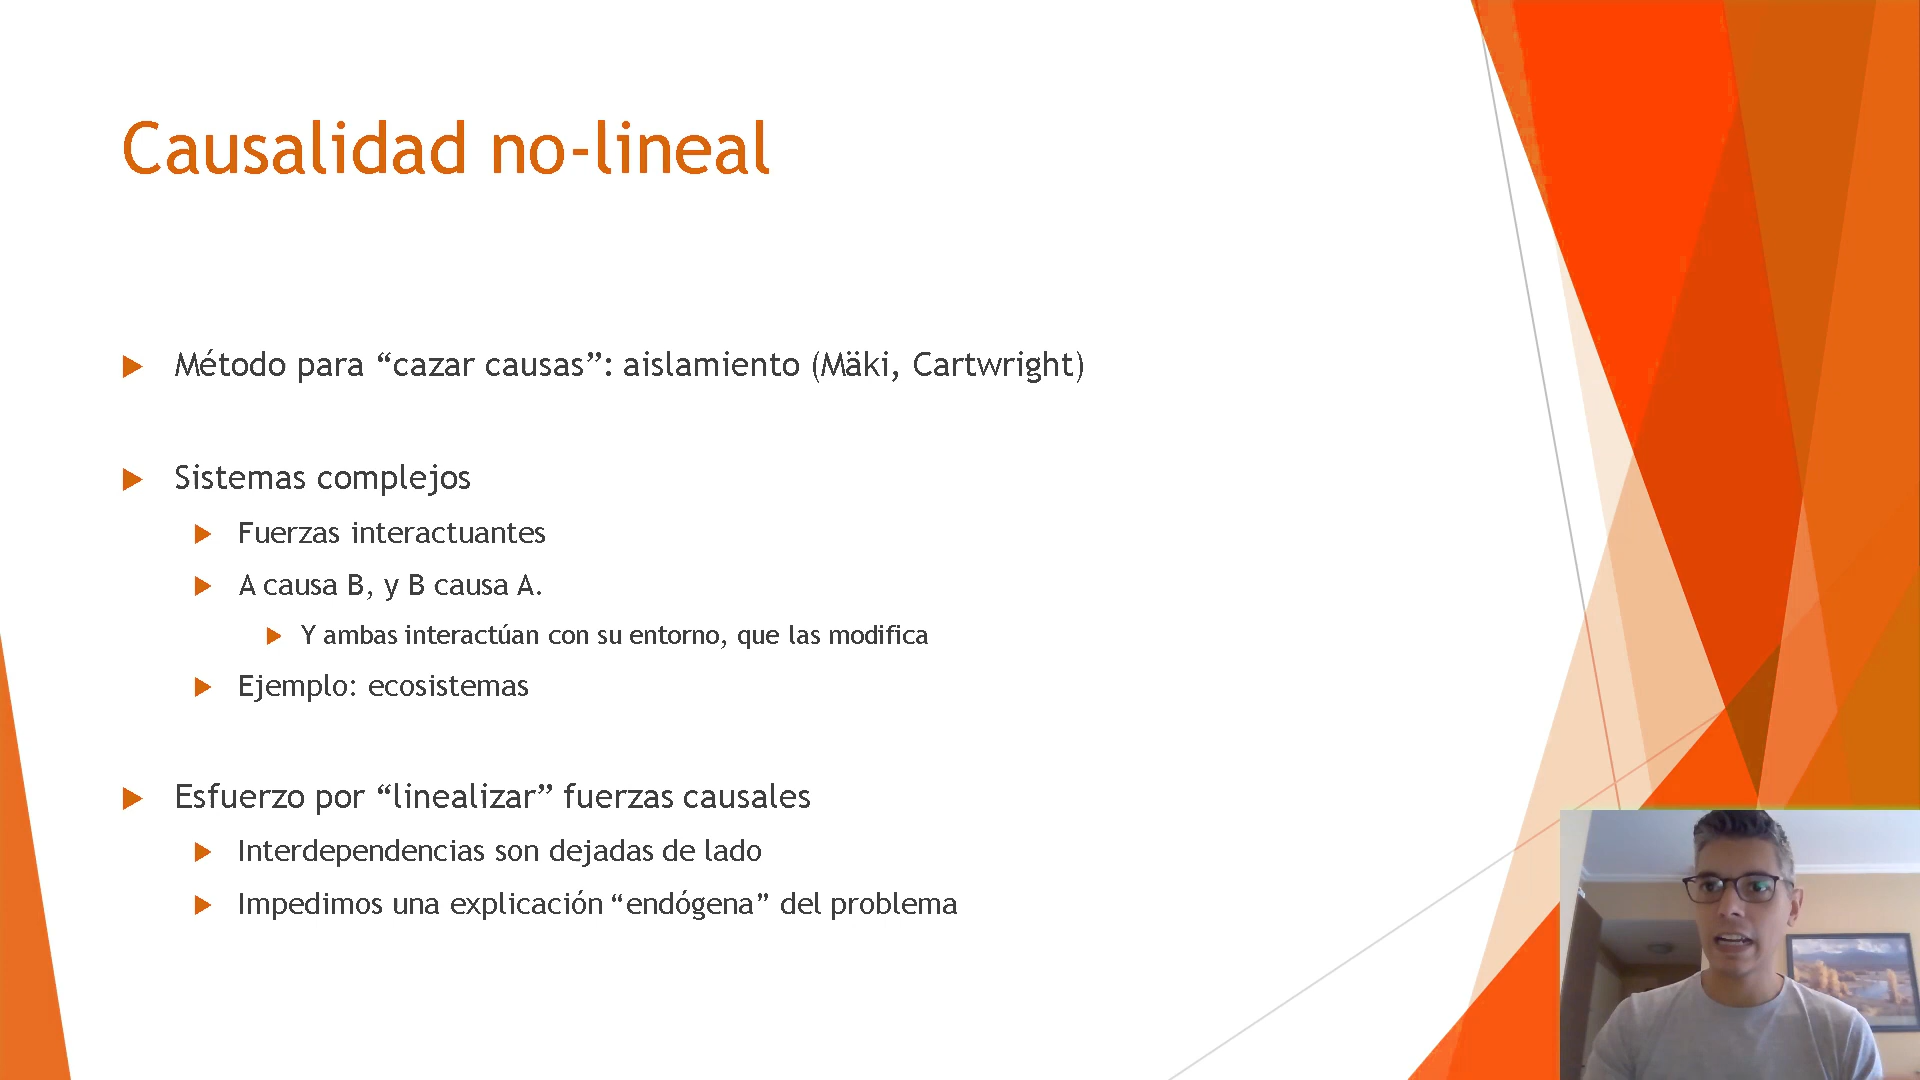 Causalidad no-lineal
Método para “cazar causas”: aislamiento (Mäki, Cartwright)
Sistemas complejos
Fuerzas interactuantes
A causa B, y B causa A.
Y ambas interactúan con su entorno, que las modifica
Ejemplo: ecosistemas
Esfuerzo por “linealizar” fuerzas causales
Interdependencias son dejadas de lado
Impedimos una explicación “endógena” del problema